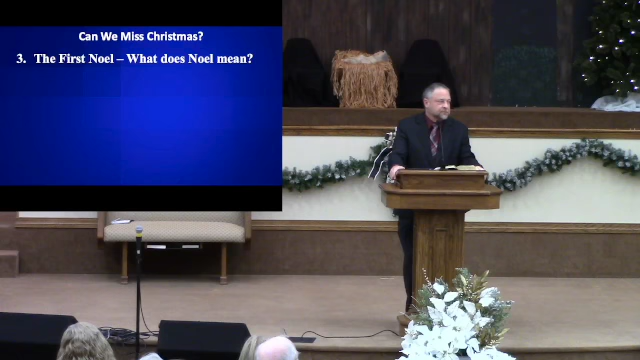 Can We Miss Christmas?
3. The First Noel – What does Noel mean?